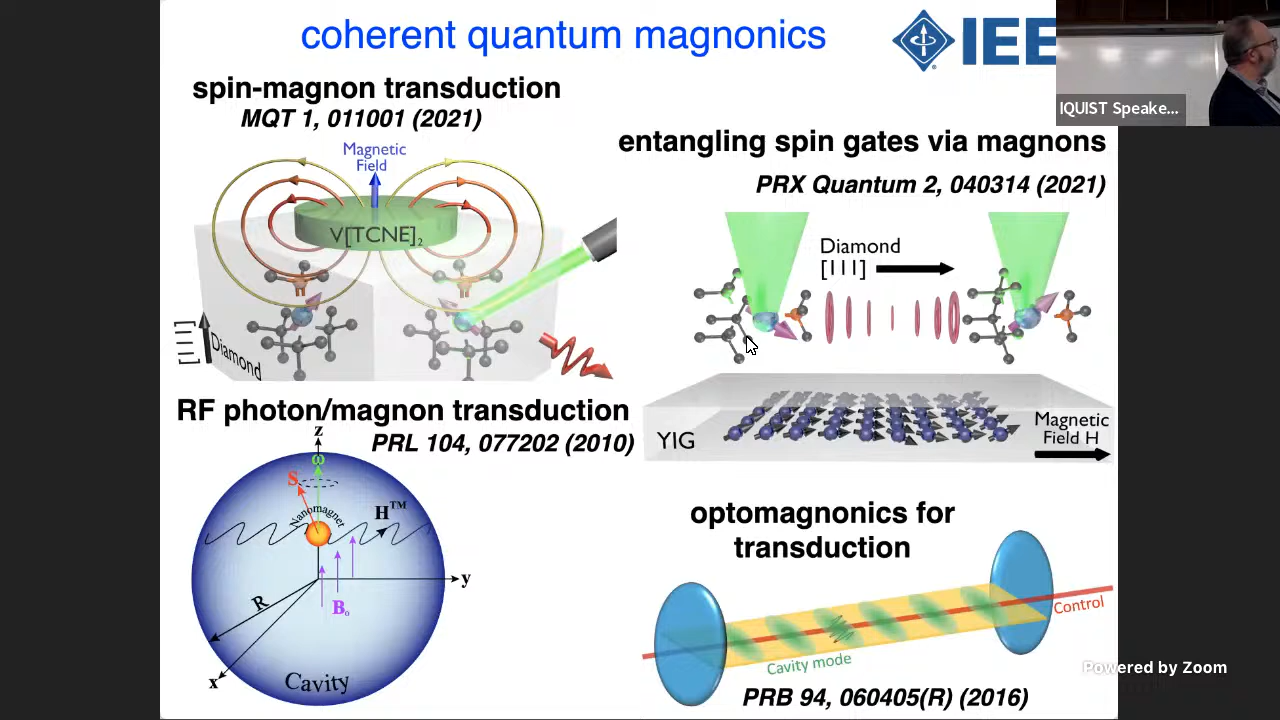 coherent quantum magnonics
IEE
IQUIST Speake...
spin-magnon transduction
MQT 1, 011001 (2021)
Magnetic
Field
V[TCNE]₂
[111]
Diamond
entangling spin gates via magnons
PRX Quantum 2, 040314 (2021)
Diamond
[111]
YIG
Magnetic
Field H
RF photon/magnon transduction
PRL 104, 077202 (2010)
z
ω
S
Nanomagnet
H™
y
R
B₀
x
Cavity
optomagnonics for
transduction
Control
Cavity mode
PRB 94, 060405(R) (2016)
Powered by Zoom